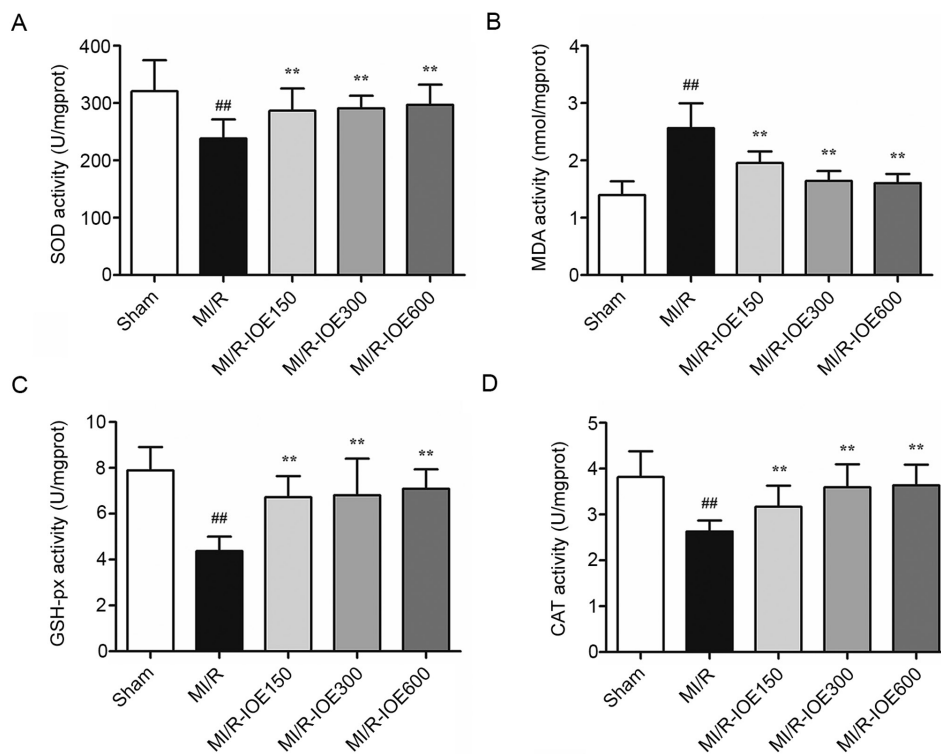 A
SOD activity (U/mgprot)
400
300
200
100
0
##
**
**
**
Sham
MI/R
MI/R-IOE150
MI/R-IOE300
MI/R-IOE600
B
MDA activity (nmol/mgprot)
4
3
2
1
0
##
**
**
**
Sham
MI/R
MI/R-IOE150
MI/R-IOE300
MI/R-IOE600
C
GSH-px activity (U/mgprot)
10
8
6
4
2
0
##
**
**
**
Sham
MI/R
MI/R-IOE150
MI/R-IOE300
MI/R-IOE600
D
CAT activity (U/mgprot)
5
4
3
2
1
0
##
**
**
**
Sham
MI/R
MI/R-IOE150
MI/R-IOE300
MI/R-IOE600